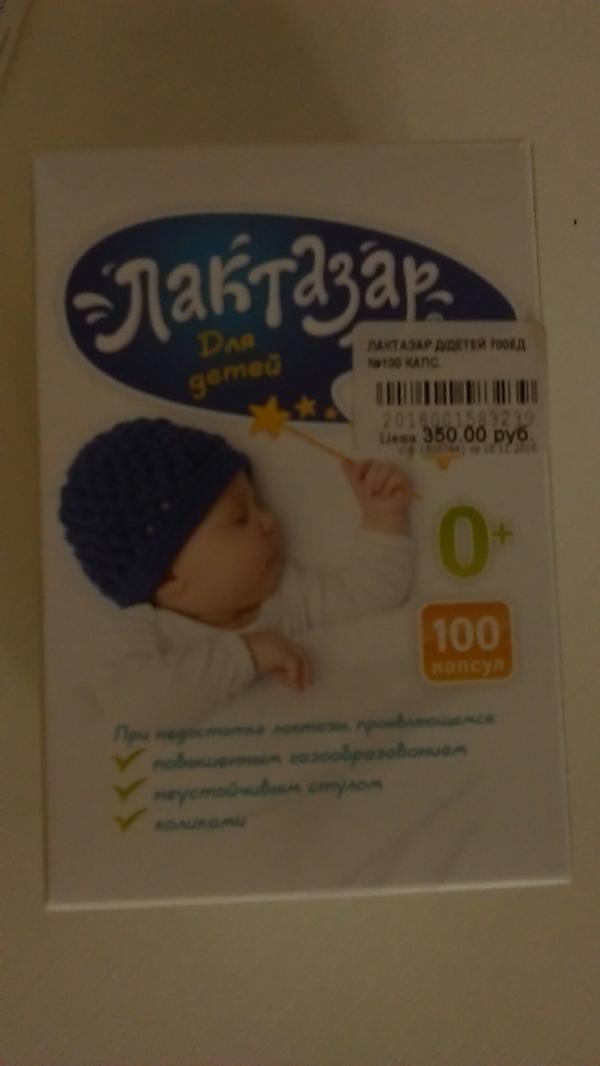 Лактазар
Для
детей
ЛАКТАЗАР Д/ДЕТЕЙ 700ЕД
№100 КАПС.
2018001583239
Цена 350.00 руб.
0+
100
капсул
При недостатке лактазы, проявляющемся:
повышенным газообразованием
неустойчивым стулом
коликами